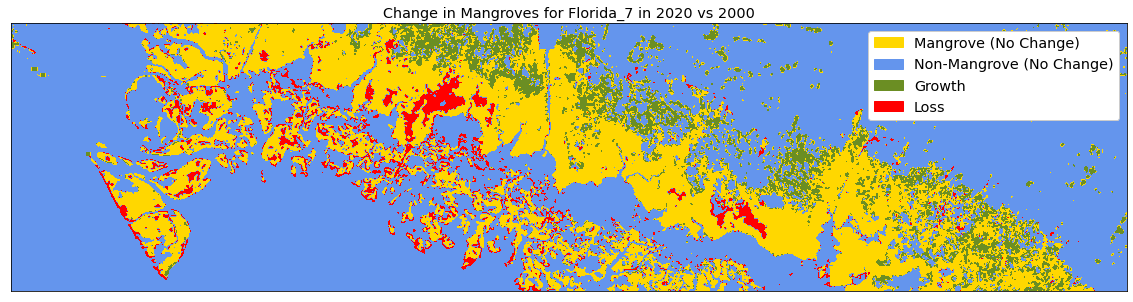 Change in Mangroves for Florida_7 in 2020 vs 2000
Mangrove (No Change)
Non-Mangrove (No Change)
Growth
Loss